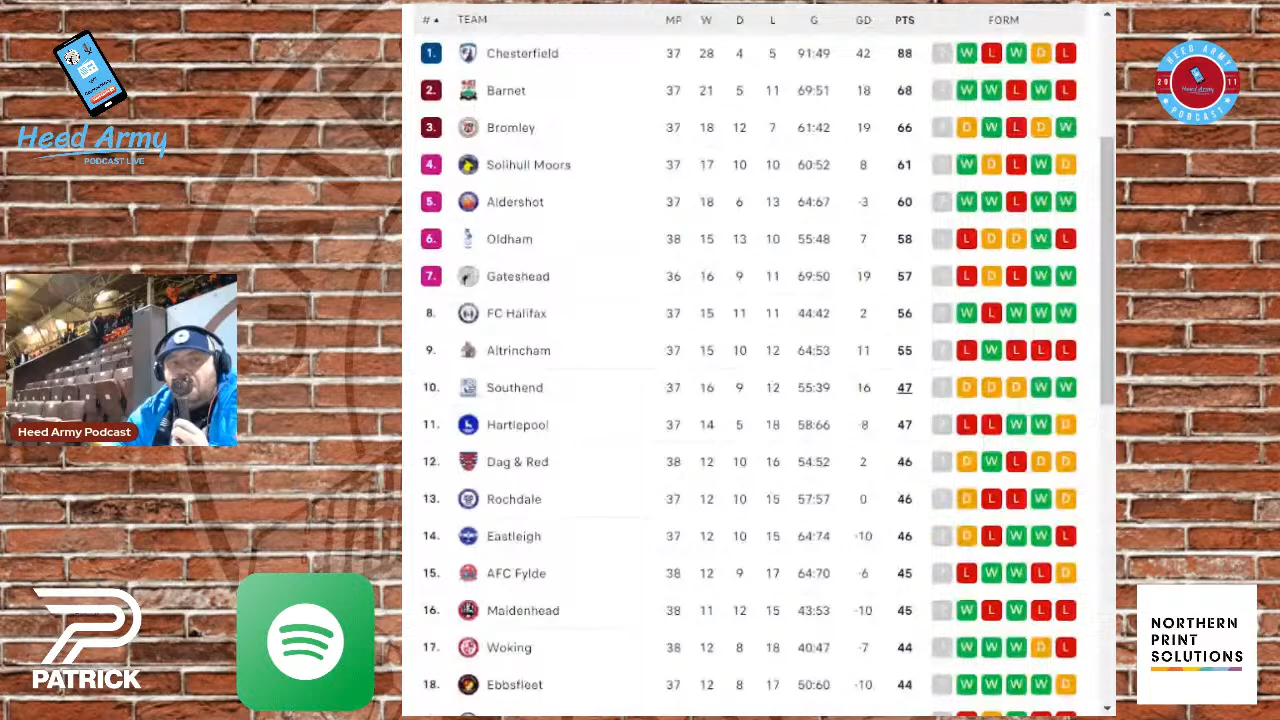 # TEAM MP W D L G GD PTS FORM
1. Chesterfield 37 28 4 5 91:49 42 88 W L W D L
2. Barnet 37 21 5 11 69:51 18 68 W W L W L
3. Bromley 37 18 12 7 61:42 19 66 D W L D W
4. Solihull Moors 37 17 10 10 60:52 8 61 W D L W D
5. Aldershot 37 18 6 13 64:67 -3 60 W W L W W
6. Oldham 38 15 13 10 55:48 7 58 L D D W L
7. Gateshead 36 16 9 11 69:50 19 57 L D L W W
8. FC Halifax 37 15 11 11 44:42 2 56 W L W W W
9. Altrincham 37 15 10 12 64:53 11 55 L W L L L
10. Southend 37 16 9 12 55:39 16 47 D D D W W
11. Hartlepool 37 14 5 18 58:66 -8 47 L L W W D
12. Dag & Red 38 12 10 16 54:52 2 46 D W L D D
13. Rochdale 37 12 10 15 57:57 0 46 D L L W D
14. Eastleigh 37 12 10 15 64:74 -10 46 D L W W L
15. AFC Fylde 38 12 9 17 64:70 -6 45 L W W L D
16. Maidenhead 38 11 12 15 43:53 -10 45 W L W L L
17. Woking 38 12 8 18 40:47 -7 44 W W W D L
18. Ebbsfleet 37 12 8 17 50:60 -10 44 W W W W D
Heed Army
PODCAST LIVE
HEED ARMY
29 11
Heed Army
PODCAST
Heed Army Podcast
PATRICK
NORTHERN
PRINT
SOLUTIONS